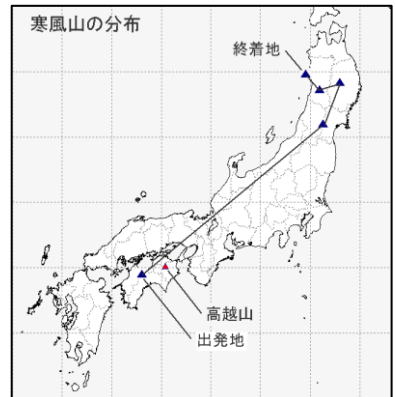 寒風山の分布
終着地
高越山
出発地